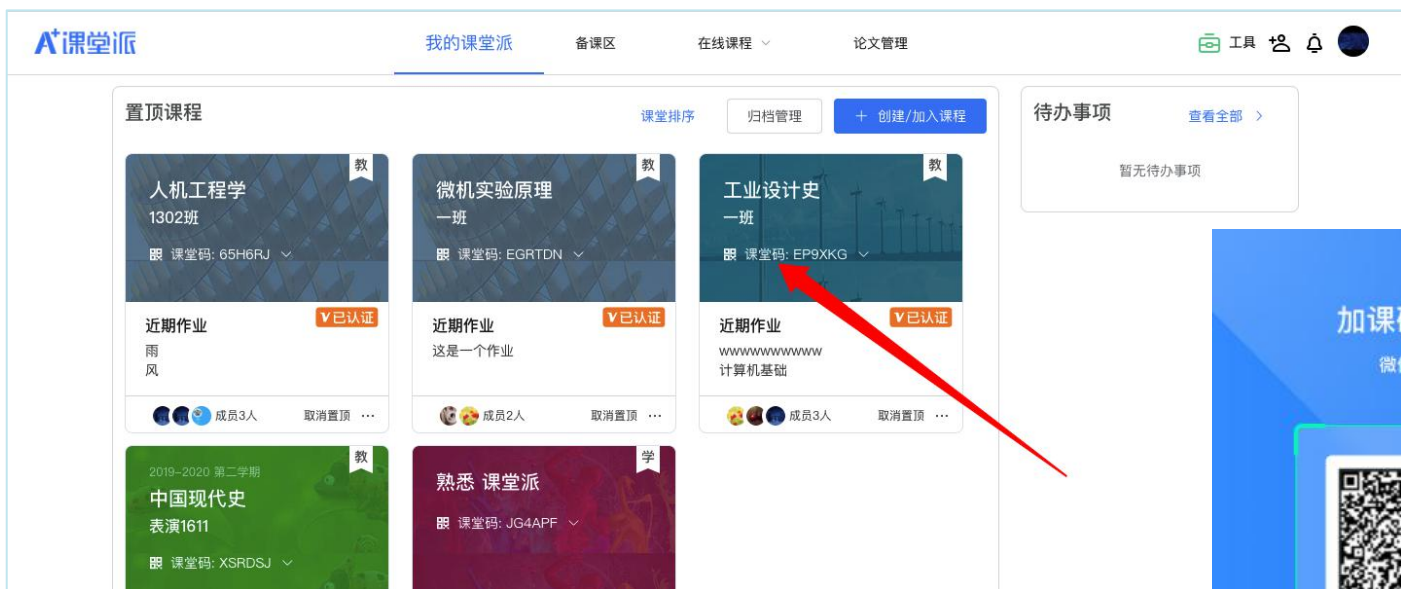 A+课堂派
我的课堂派
备课区
在线课程
论文管理
工具
置顶课程
课堂排序
归档管理
+ 创建/加入课程
教
人机工程学
1302班
课堂码: 65H6RJ
近期作业
V已认证
雨
风
成员3人
取消置顶 ···
教
微机实验原理
一班
课堂码: EGRTDN
近期作业
V已认证
这是一个作业
成员2人
取消置顶 ···
教
工业设计史
一班
课堂码: EP9XKG
近期作业
V已认证
wwwwwwwwww
计算机基础
成员3人
取消置顶 ···
教
2019-2020 第二学期
中国现代史
表演1611
课堂码: XSRDSJ
学
熟悉 课堂派
课堂码: JG4APF
待办事项
查看全部 >
暂无待办事项
加课